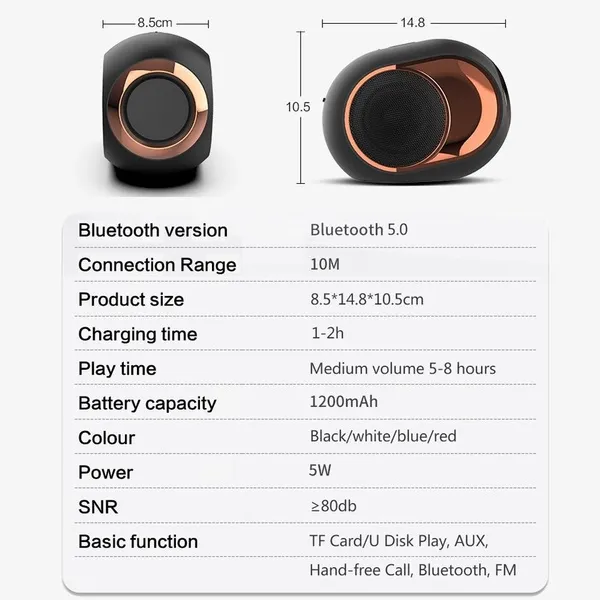 8.5cm
14.8
10.5
Bluetooth version Bluetooth 5.0
Connection Range 10M
Product size 8.5*14.8*10.5cm
Charging time 1-2h
Play time Medium volume 5-8 hours
Battery capacity 1200mAh
Colour Black/white/blue/red
Power 5W
SNR ≥80db
Basic function TF Card/U Disk Play, AUX,
Hand-free Call, Bluetooth, FM